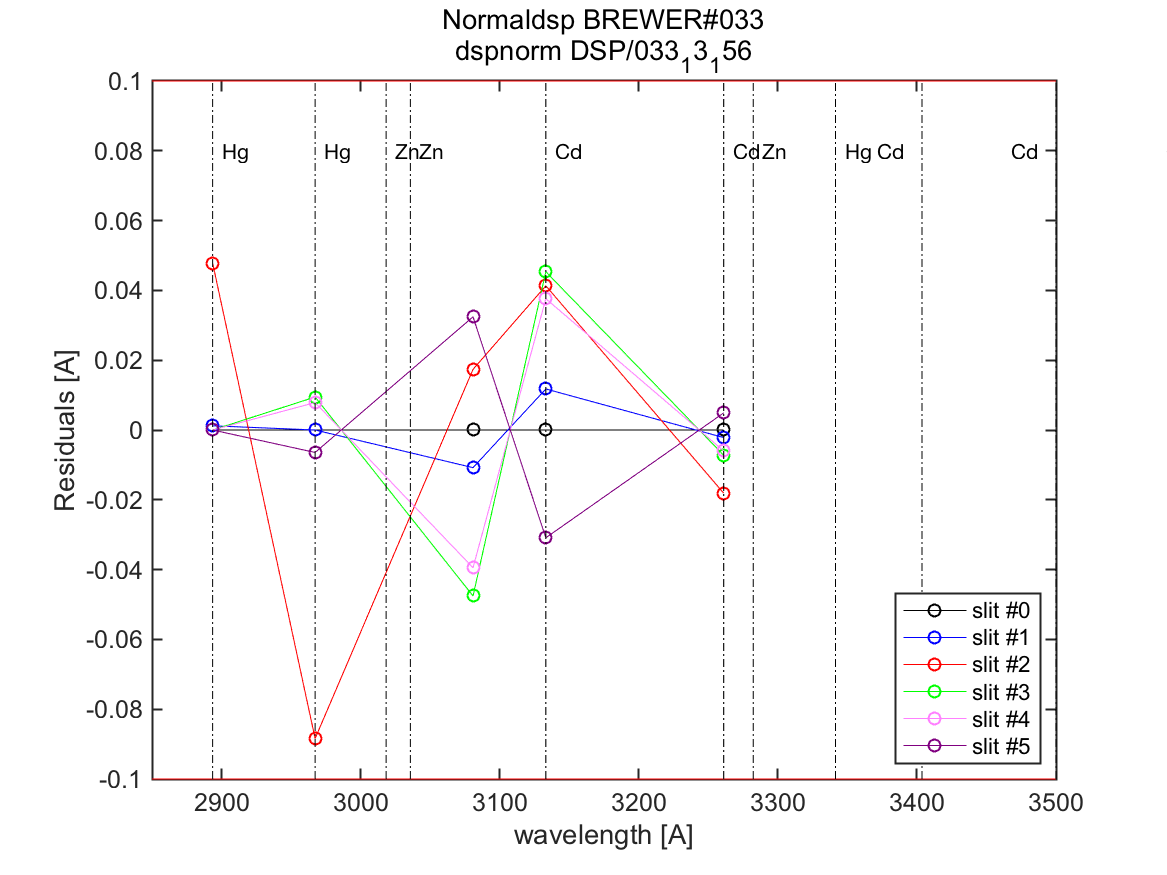 Normaldsp BREWER#033
dspnorm DSP/033₁3₁56
0.1
0.08
0.06
0.04
0.02
0
-0.02
-0.04
-0.06
-0.08
-0.1
Residuals [A]
Hg Hg ZnZn Cd CdZn Hg Cd Cd
slit #0
slit #1
slit #2
slit #3
slit #4
slit #5
2900 3000 3100 3200 3300 3400 3500
wavelength [A]